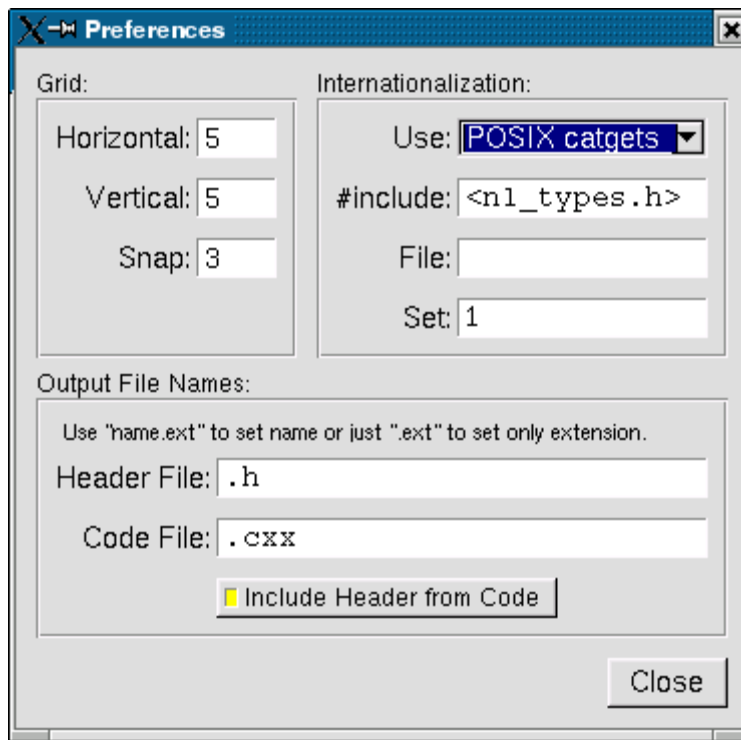 Preferences
Grid:
Horizontal: 5
Vertical: 5
Snap: 3
Internationalization:
Use: POSIX catgets
#include: <nl_types.h>
File:
Set: 1
Output File Names:
Use "name.ext" to set name or just ".ext" to set only extension.
Header File: .h
Code File: .cxx
Include Header from Code
Close